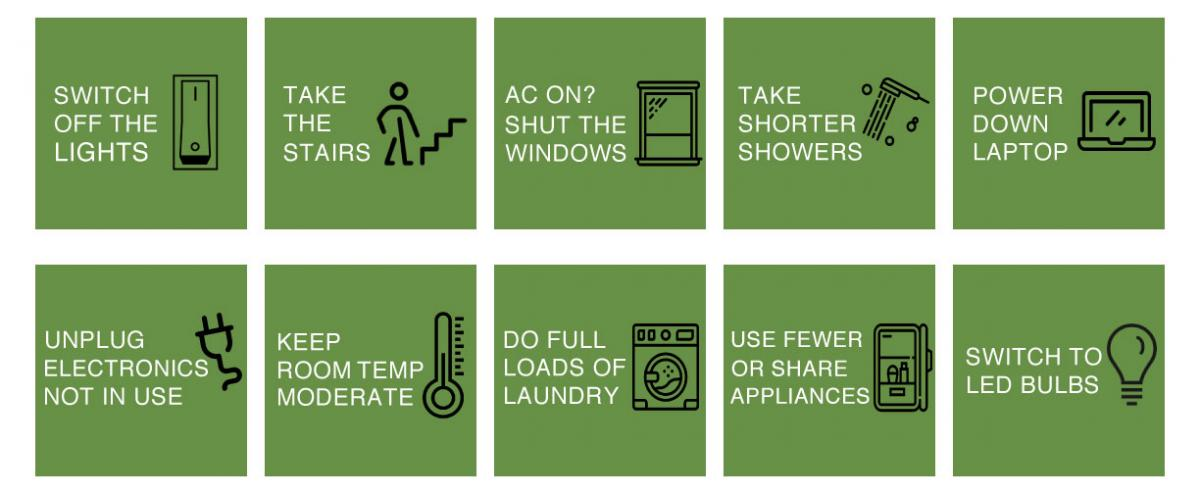 SWITCH
OFF THE
LIGHTS
TAKE
THE
STAIRS
AC ON?
SHUT THE
WINDOWS
TAKE
SHORTER
SHOWERS
POWER
DOWN
LAPTOP
UNPLUG
ELECTRONICS
NOT IN USE
KEEP
ROOM TEMP
MODERATE
DO FULL
LOADS OF
LAUNDRY
USE FEWER
OR SHARE
APPLIANCES
SWITCH TO
LED BULBS